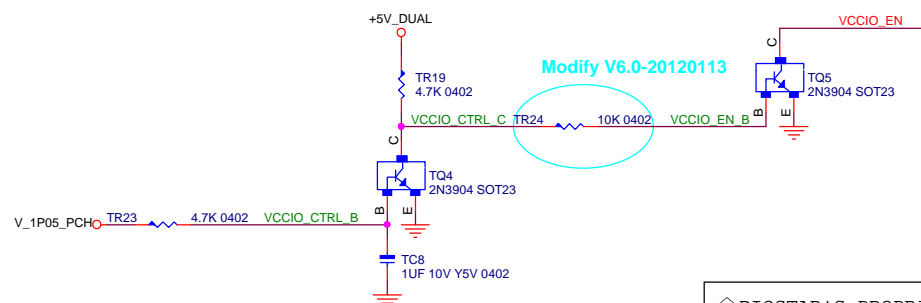 +5V_DUAL
VCCIO_EN
C
TR19
4.7K 0402
Modify V6.0-20120113
TQ5
2N3904 SOT23
B
E
VCCIO_CTRL_C
TR24
10K 0402
VCCIO_EN_B
C
TQ4
2N3904 SOT23
B
E
V_1P05_PCH
TR23
4.7K 0402
VCCIO_CTRL_B
TC8
1UF 10V Y5V 0402